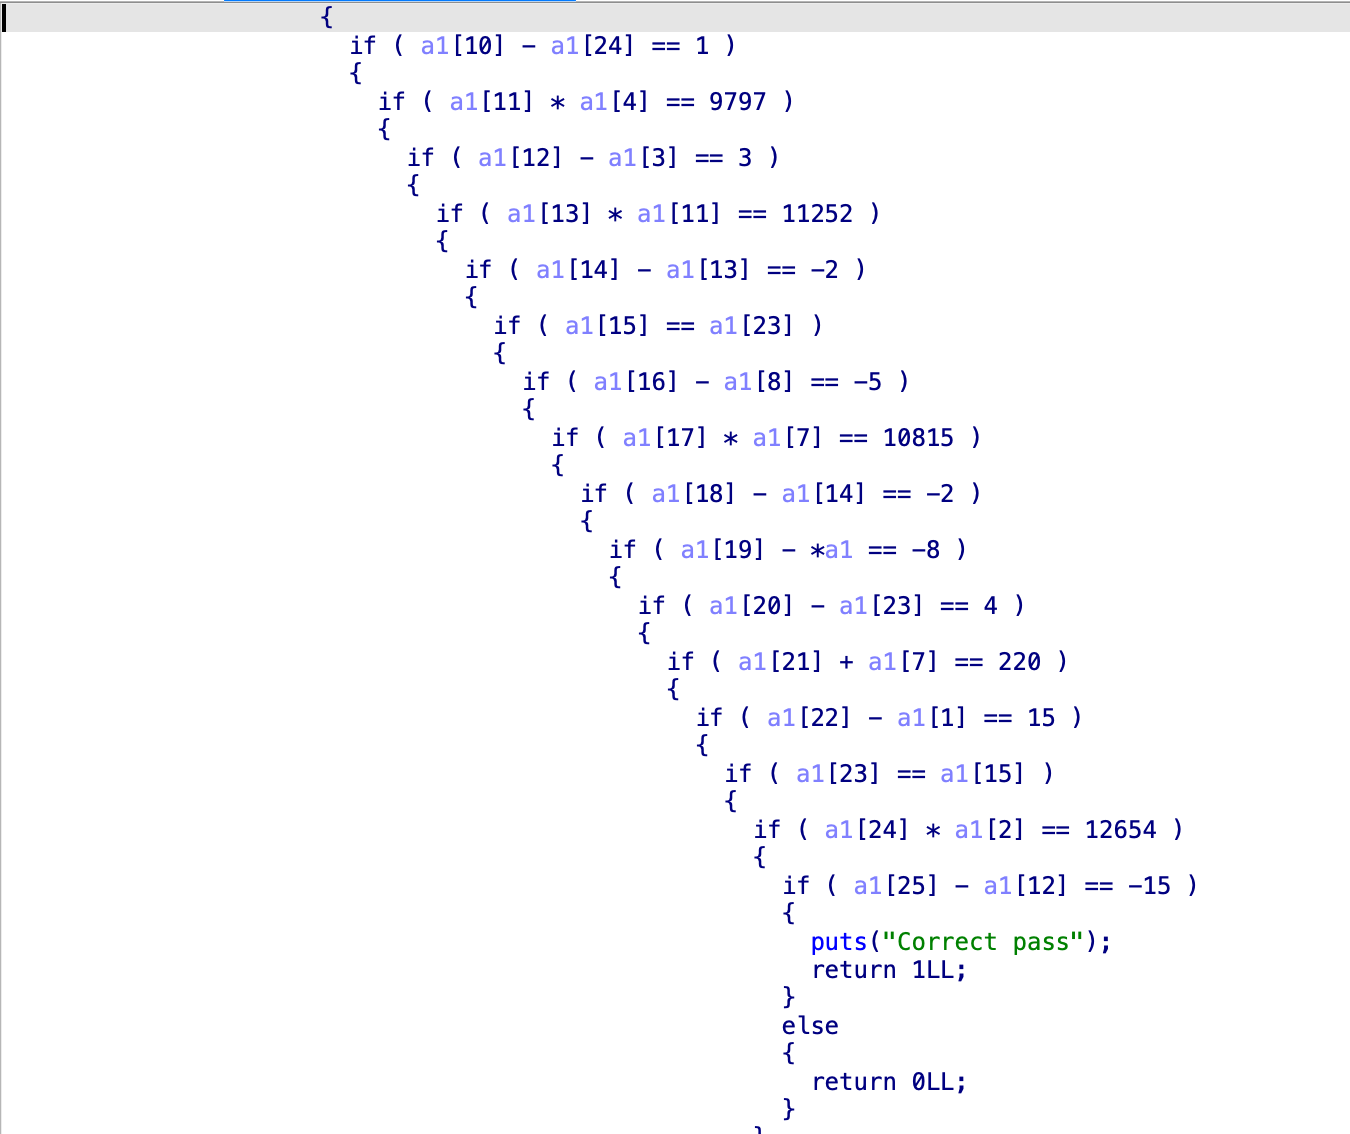 {
if ( a1[10] - a1[24] == 1 )
{
if ( a1[11] * a1[4] == 9797 )
{
if ( a1[12] - a1[3] == 3 )
{
if ( a1[13] * a1[11] == 11252 )
{
if ( a1[14] - a1[13] == -2 )
{
if ( a1[15] == a1[23] )
{
if ( a1[16] - a1[8] == -5 )
{
if ( a1[17] * a1[7] == 10815 )
{
if ( a1[18] - a1[14] == -2 )
{
if ( a1[19] - *a1 == -8 )
{
if ( a1[20] - a1[23] == 4 )
{
if ( a1[21] + a1[7] == 220 )
{
if ( a1[22] - a1[1] == 15 )
{
if ( a1[23] == a1[15] )
{
if ( a1[24] * a1[2] == 12654 )
{
if ( a1[25] - a1[12] == -15 )
{
puts("Correct pass");
return 1LL;
}
else
{
return 0LL;
}
}